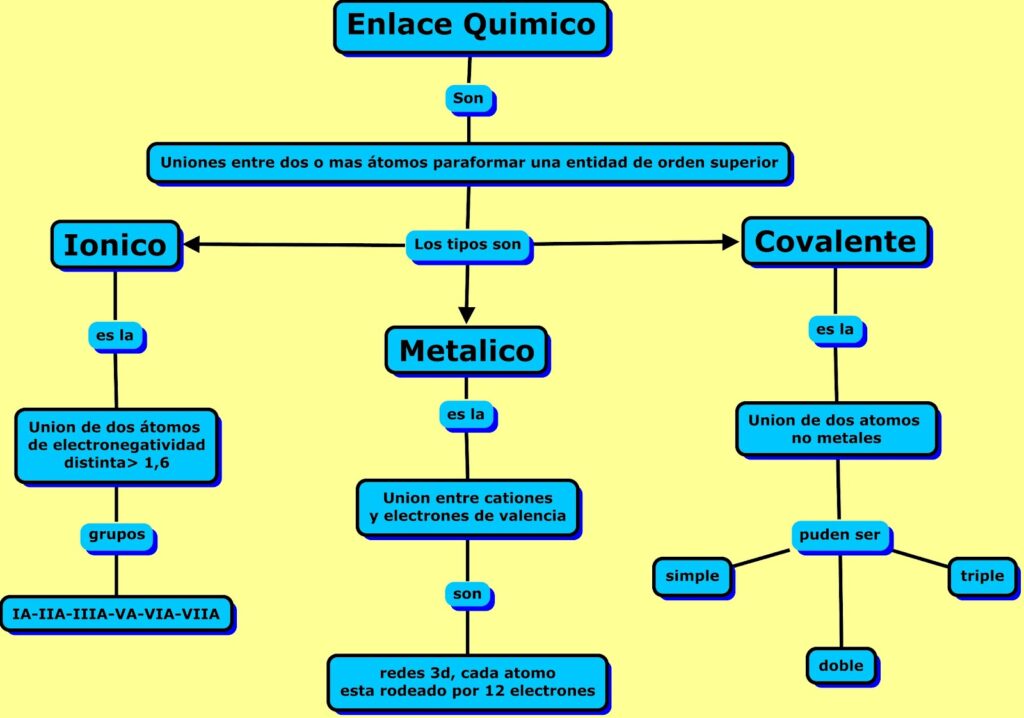 Enlace Quimico
Son
Uniones entre dos o mas átomos paraformar una entidad de orden superior
Los tipos son
Ionico
es la
Union de dos átomos
de electronegatividad
distinta> 1,6
grupos
IA-IIA-IIIA-VA-VIA-VIIA
Metalico
es la
Union entre cationes
y electrones de valencia
son
redes 3d, cada atomo
esta rodeado por 12 electrones
Covalente
es la
Union de dos atomos
no metales
puden ser
simple
doble
triple